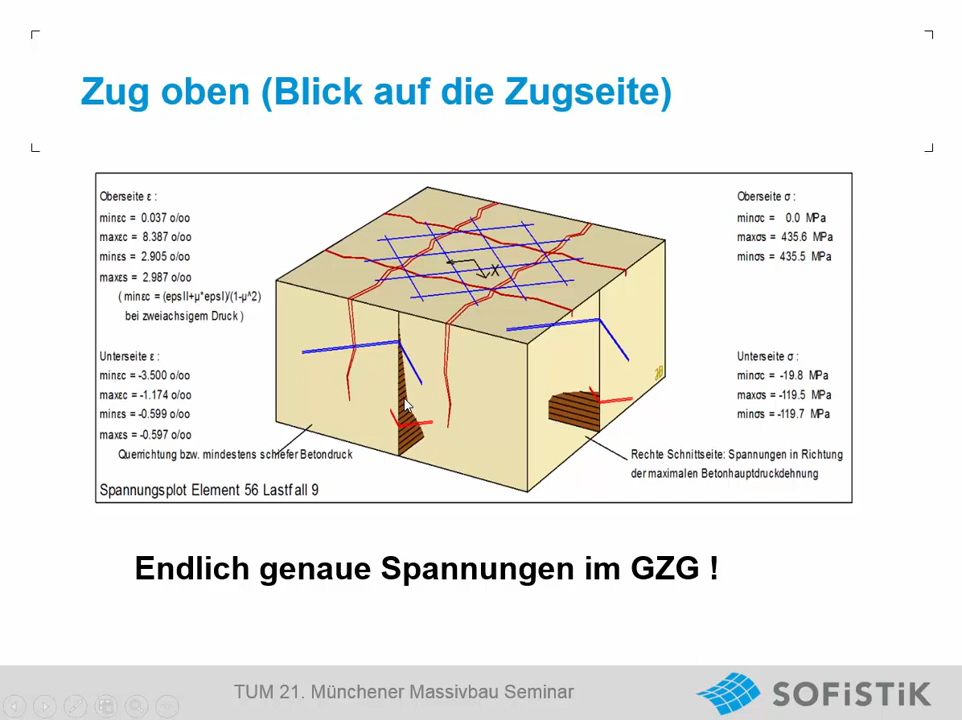 Zug oben (Blick auf die Zugseite)
Oberseite ε :
minεc = 0.037 o/oo
maxεc = 8.387 o/oo
minεs = 2.905 o/oo
maxεs = 2.987 o/oo
( minεc = (epsII+µ*epsI)/(1-µ^2)
bei zweiachsigem Druck )
Unterseite ε :
minεc = -3.500 o/oo
maxεc = -1.174 o/oo
minεs = -0.599 o/oo
maxεs = -0.597 o/oo
Querrichtung bzw. mindestens schiefer Betondruck
Spannungsplot Element 56 Lastfall 9
X
Oberseite σ :
minσc = 0.0 MPa
maxσs = 435.6 MPa
minσs = 435.5 MPa
Unterseite σ :
minσc = -19.8 MPa
maxσs = -119.5 MPa
minσs = -119.7 MPa
Rechte Schnittseite: Spannungen in Richtung
der maximalen Betonhauptdruckdehnung
Endlich genaue Spannungen im GZG !
TUM 21. Münchener Massivbau Seminar
SOFiSTiK